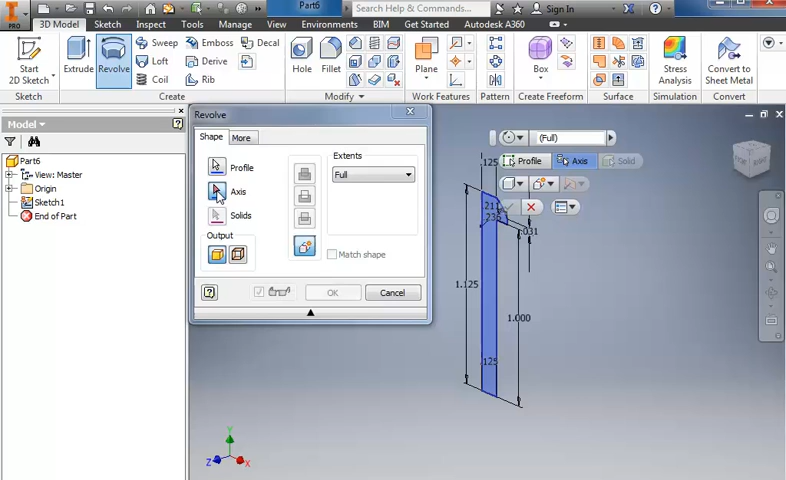 Part6
Search Help & Commands...
Sign In
PRO
3D Model
Sketch
Inspect
Tools
Manage
View
Environments
BIM
Get Started
Autodesk A360
Start
2D Sketch
Extrude
Revolve
Sweep
Loft
Coil
Emboss
Derive
Rib
Decal
Hole
Fillet
Plane
Box
Stress
Analysis
Convert to
Sheet Metal
Sketch
Create
Modify
Work Features
Pattern
Create Freeform
Surface
Simulation
Convert
Model
Part6
View: Master
Origin
Sketch1
End of Part
Revolve
Shape
More
Profile
Axis
Solids
Output
Extents
Full
Match shape
OK
Cancel
(Full)
Profile
Axis
Solid
.125
.031
1.125
1.000
.125
Y
Z
X